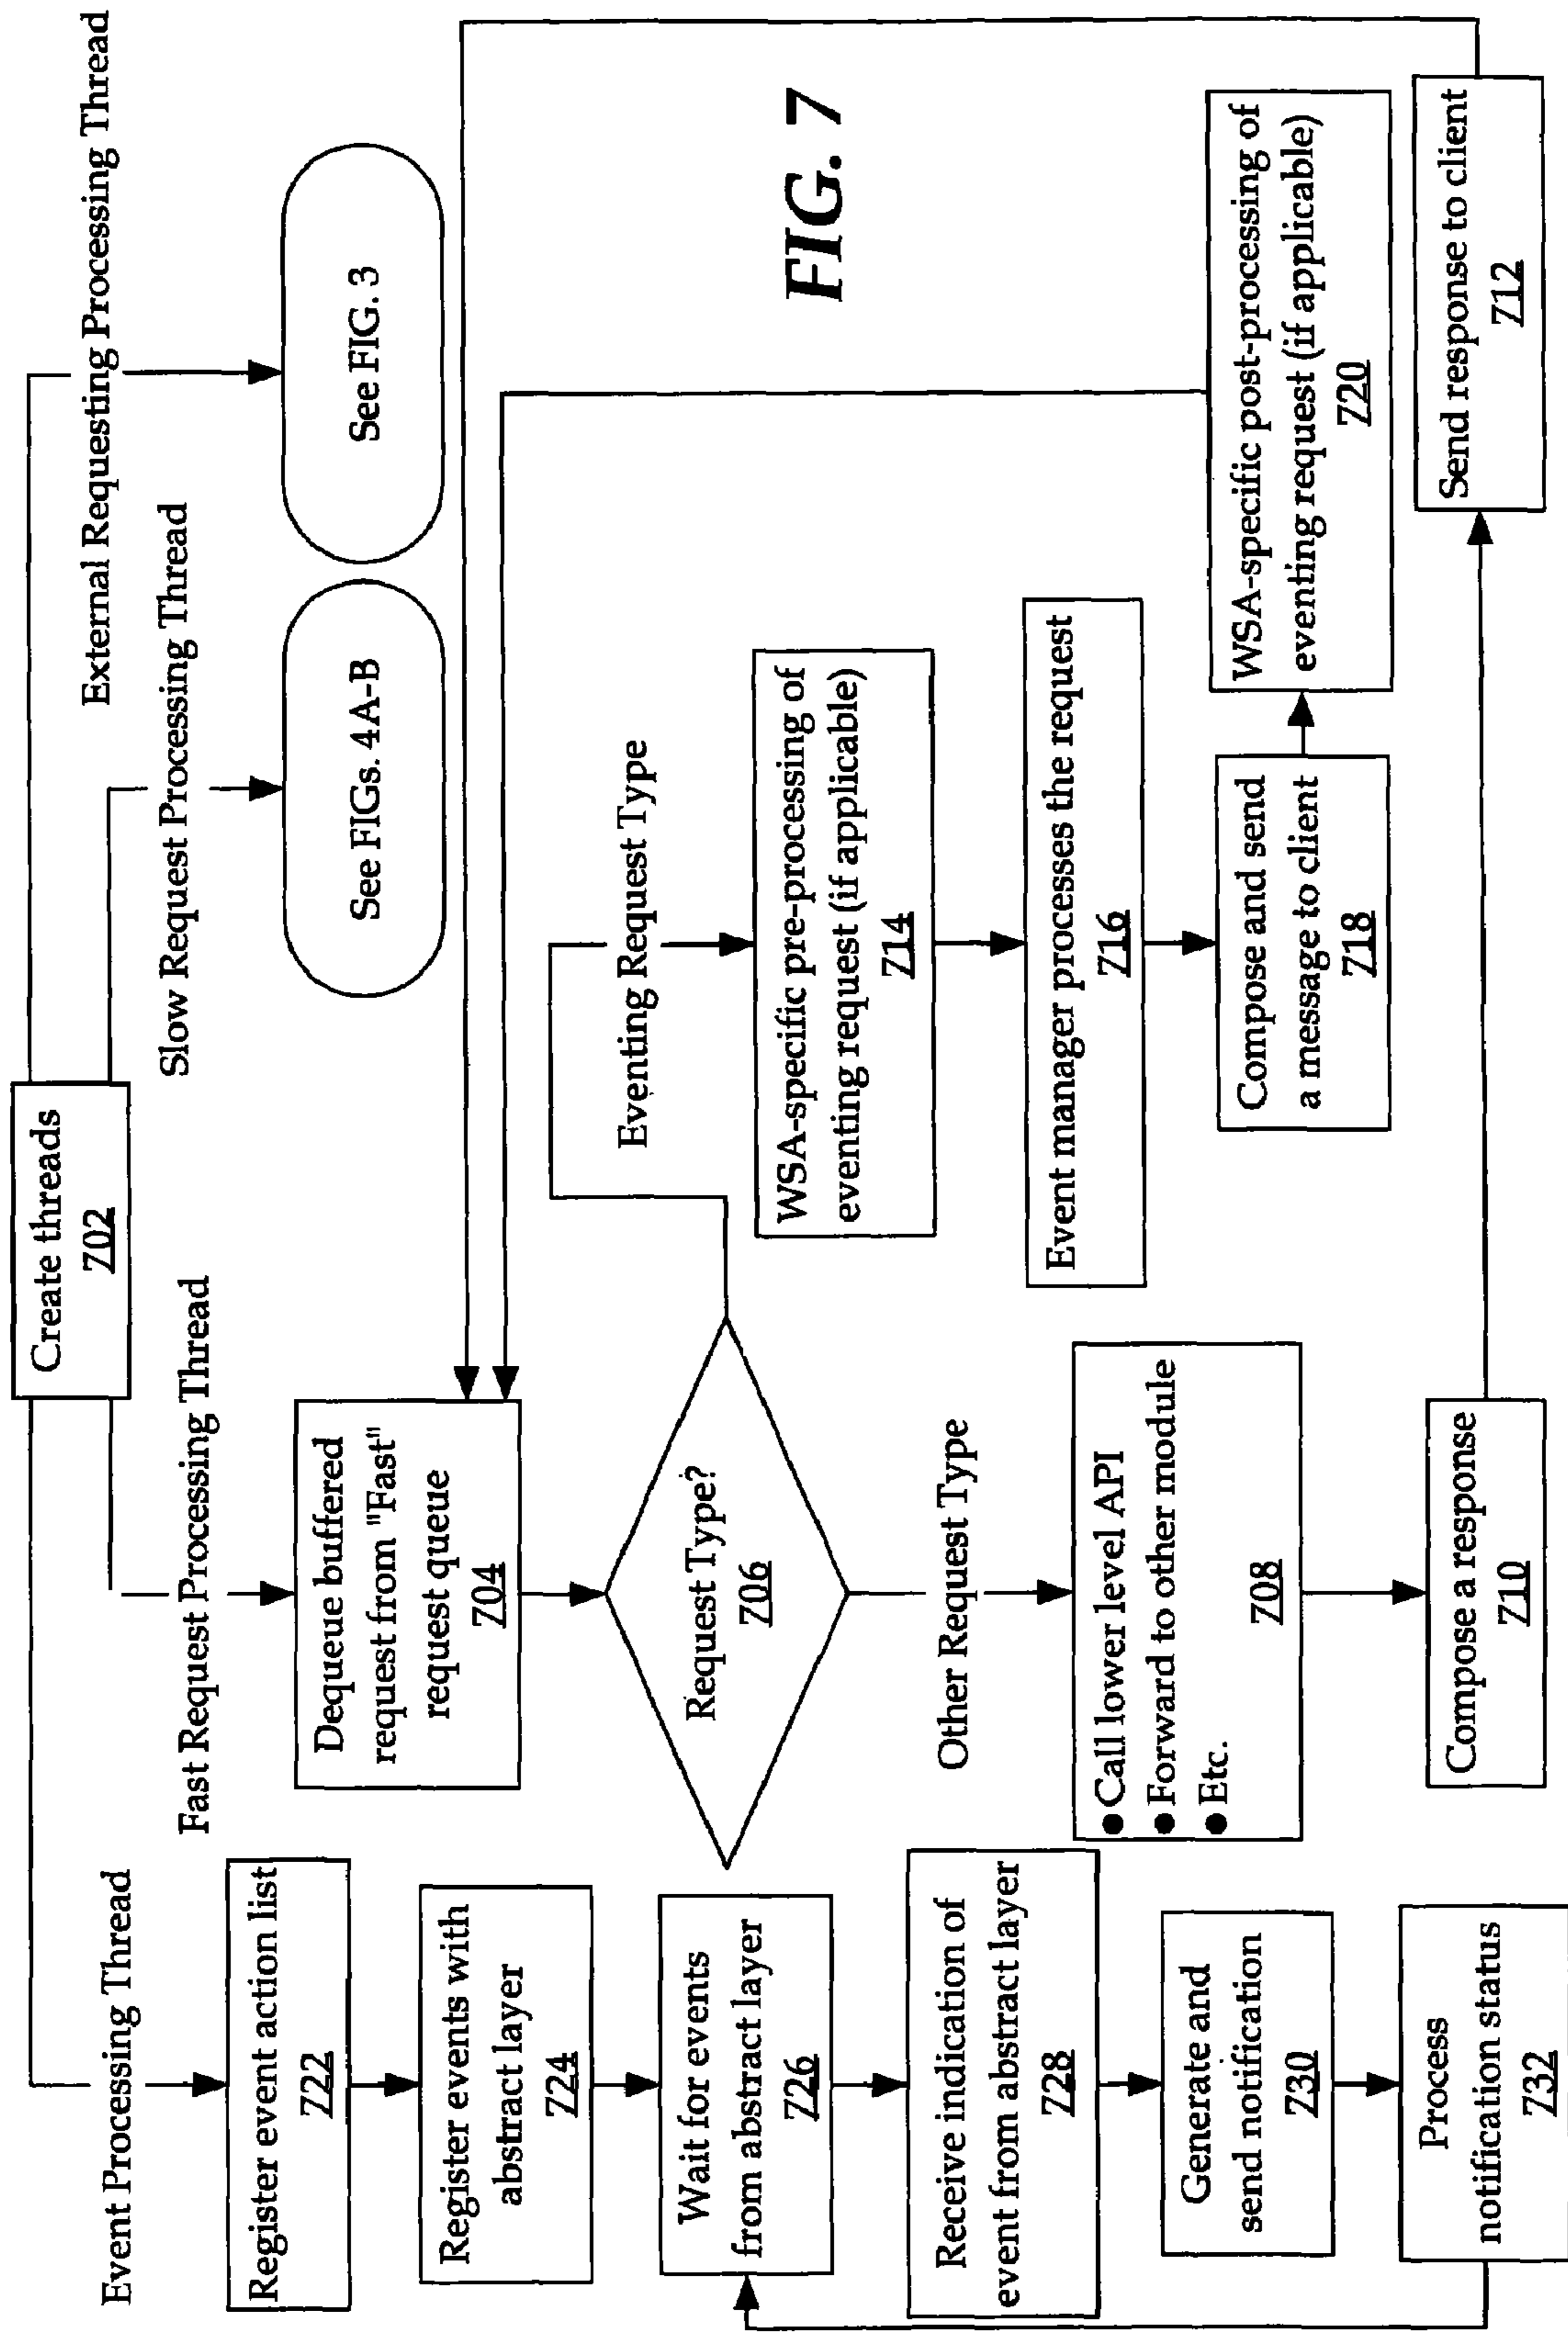 Create threads
702
Event Processing Thread
Fast Request Processing Thread
Slow Request Processing Thread
External Requesting Processing Thread
Register event action list
722
Register events with
abstract layer
724
Wait for events
from abstract layer
726
Receive indication of
event from abstract layer
728
Generate and
send notification
730
Process
notification status
732
Dequeue buffered
request from "Fast"
request queue
704
Request Type?
706
Other Request Type
● Call lower level API
● Forward to other module
● Etc.
708
Compose a response
710
Eventing Request Type
WSA-specific pre-processing of
eventing request (if applicable)
714
Event manager processes the request
716
Compose and send
a message to client
718
WSA-specific post-processing of
eventing request (if applicable)
720
Send response to client
712
See FIGs. 4A-B
See FIG. 3
FIG. 7